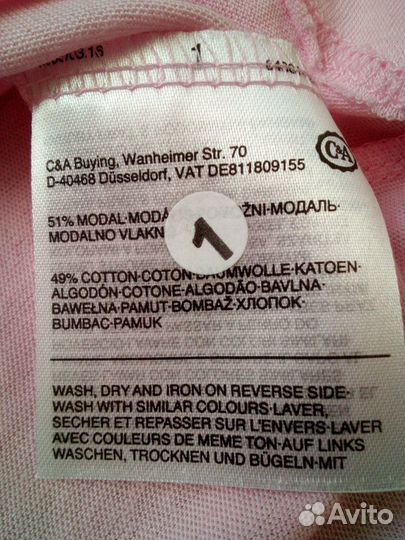 1
C&A Buying, Wanheimer Str. 70
D-40468 Düsseldorf, VAT DE811809155
C&A
51% MODAL·MODÁ ŽNI-МОДАЛЬ·
MODALNO VLAKN
1
49% COTTON·COTON·BAUMWOLLE·KATOEN·
ALGODÓN·COTONE·ALGODÃO·BAVLNA·
BAWEŁNA·PAMUT·BOMBAŽ·ХЛОПОК·
BUMBAC·PAMUK
WASH, DRY AND IRON ON REVERSE SIDE·
WASH WITH SIMILAR COLOURS·LAVER,
SECHER ET REPASSER SUR L'ENVERS·LAVER
AVEC COULEURS DE MEME TON·AUF LINKS
WASCHEN, TROCKNEN UND BÜGELN·MIT
Avito